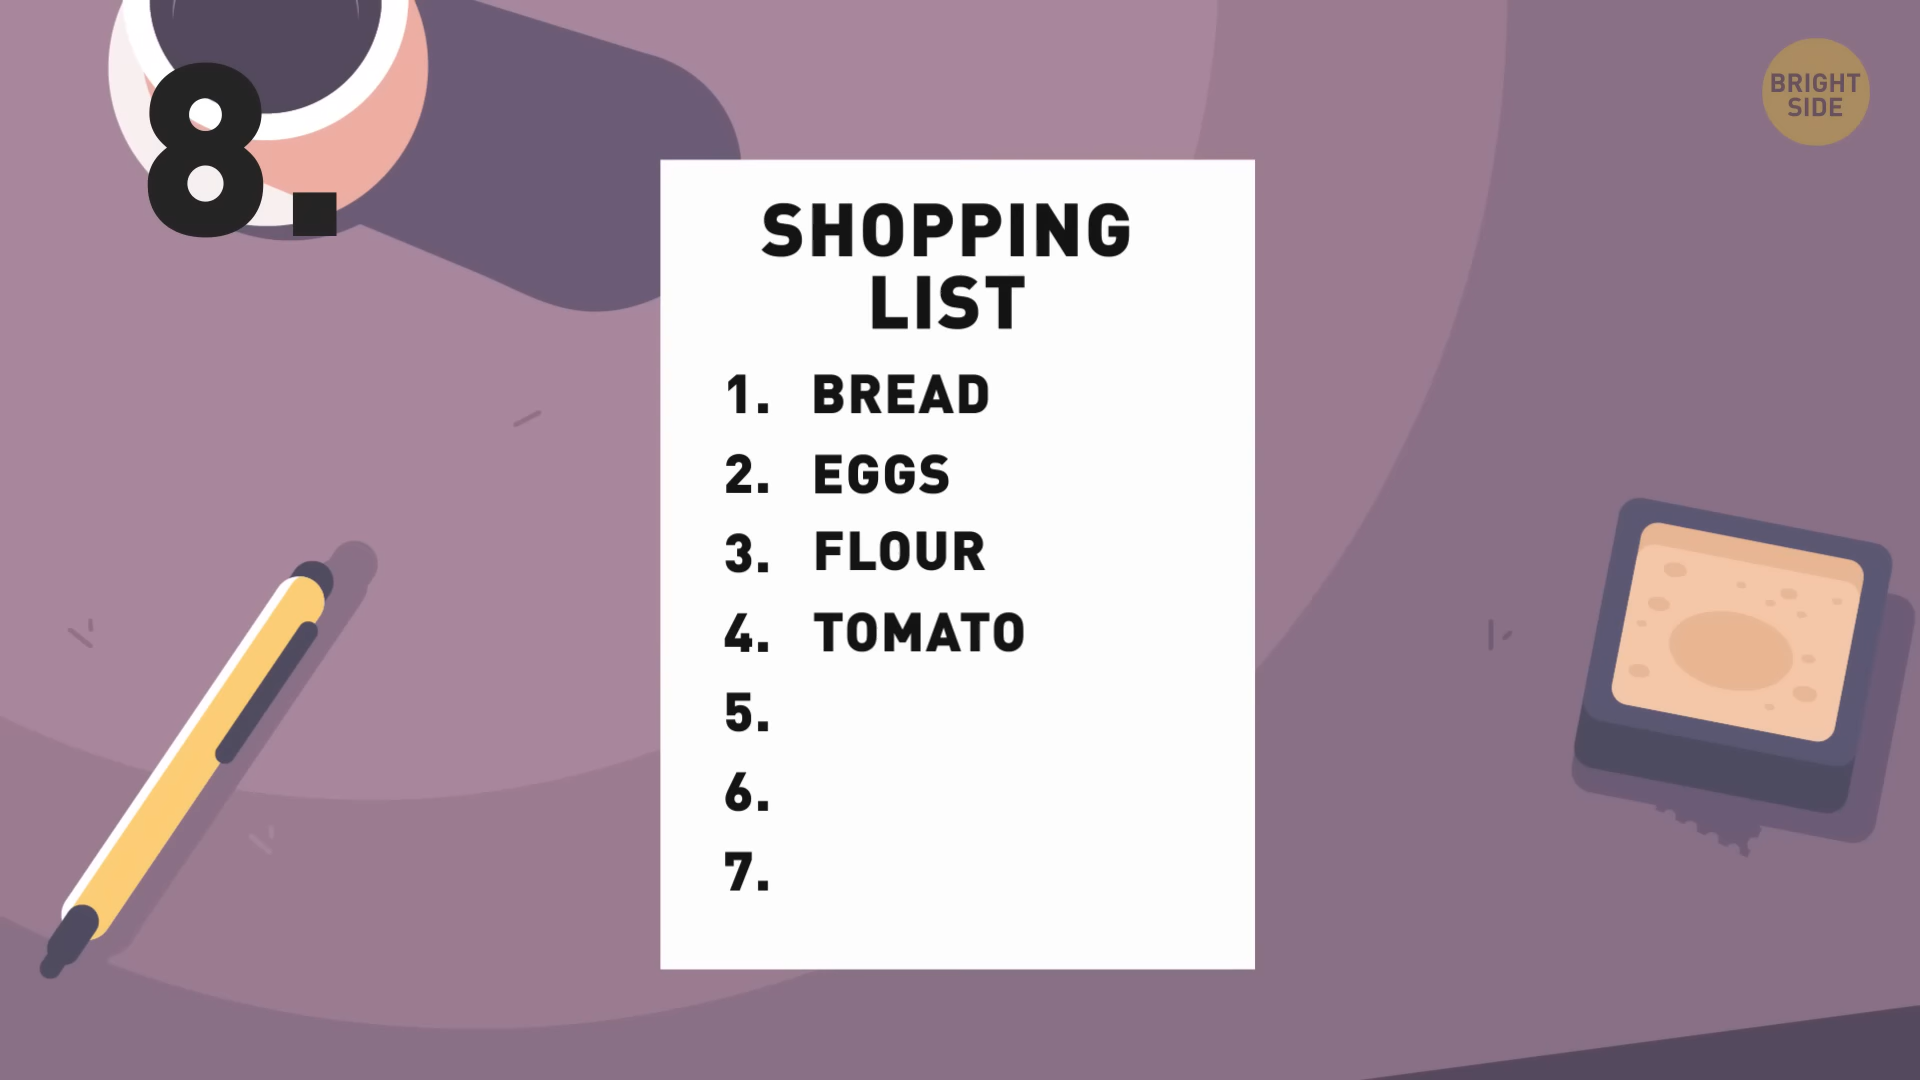 8.
BRIGHT
SIDE
SHOPPING
LIST
1. BREAD
2. EGGS
3. FLOUR
4. TOMATO
5.
6.
7.